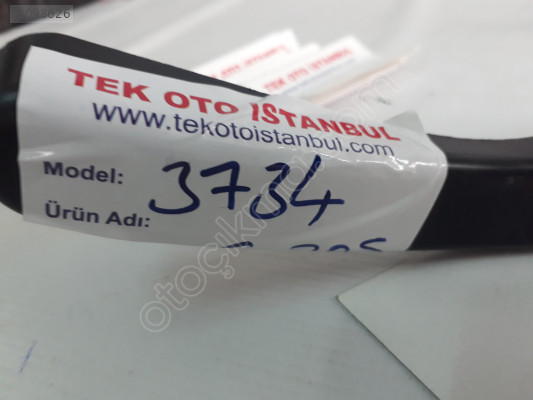 TEK OTO İSTANBUL
www.tekotoistanbul.com
Model: 3734
Ürün Adı: